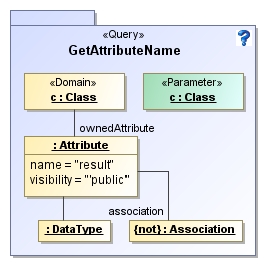 «Query»
GetAttributeName
?
«Domain»
c : Class
«Parameter»
c : Class
ownedAttribute
: Attribute
name = "result"
visibility = "'public'"
association
: DataType
{not} : Association